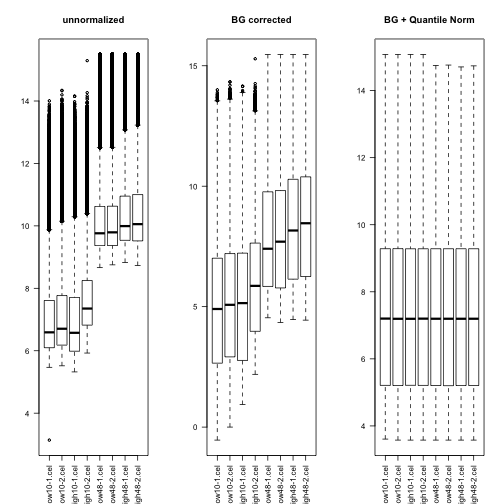 unnormalized
BG corrected
BG + Quantile Norm
14
12
10
8
6
4
15
10
5
0
14
12
10
8
6
4
ow10-1.cel
ow10-2.cel
igh10-1.cel
igh10-2.cel
ow48-1.cel
ow48-2.cel
igh48-1.cel
igh48-2.cel
ow10-1.cel
ow10-2.cel
igh10-1.cel
igh10-2.cel
ow48-1.cel
ow48-2.cel
igh48-1.cel
igh48-2.cel
ow10-1.cel
ow10-2.cel
igh10-1.cel
igh10-2.cel
ow48-1.cel
ow48-2.cel
igh48-1.cel
igh48-2.cel